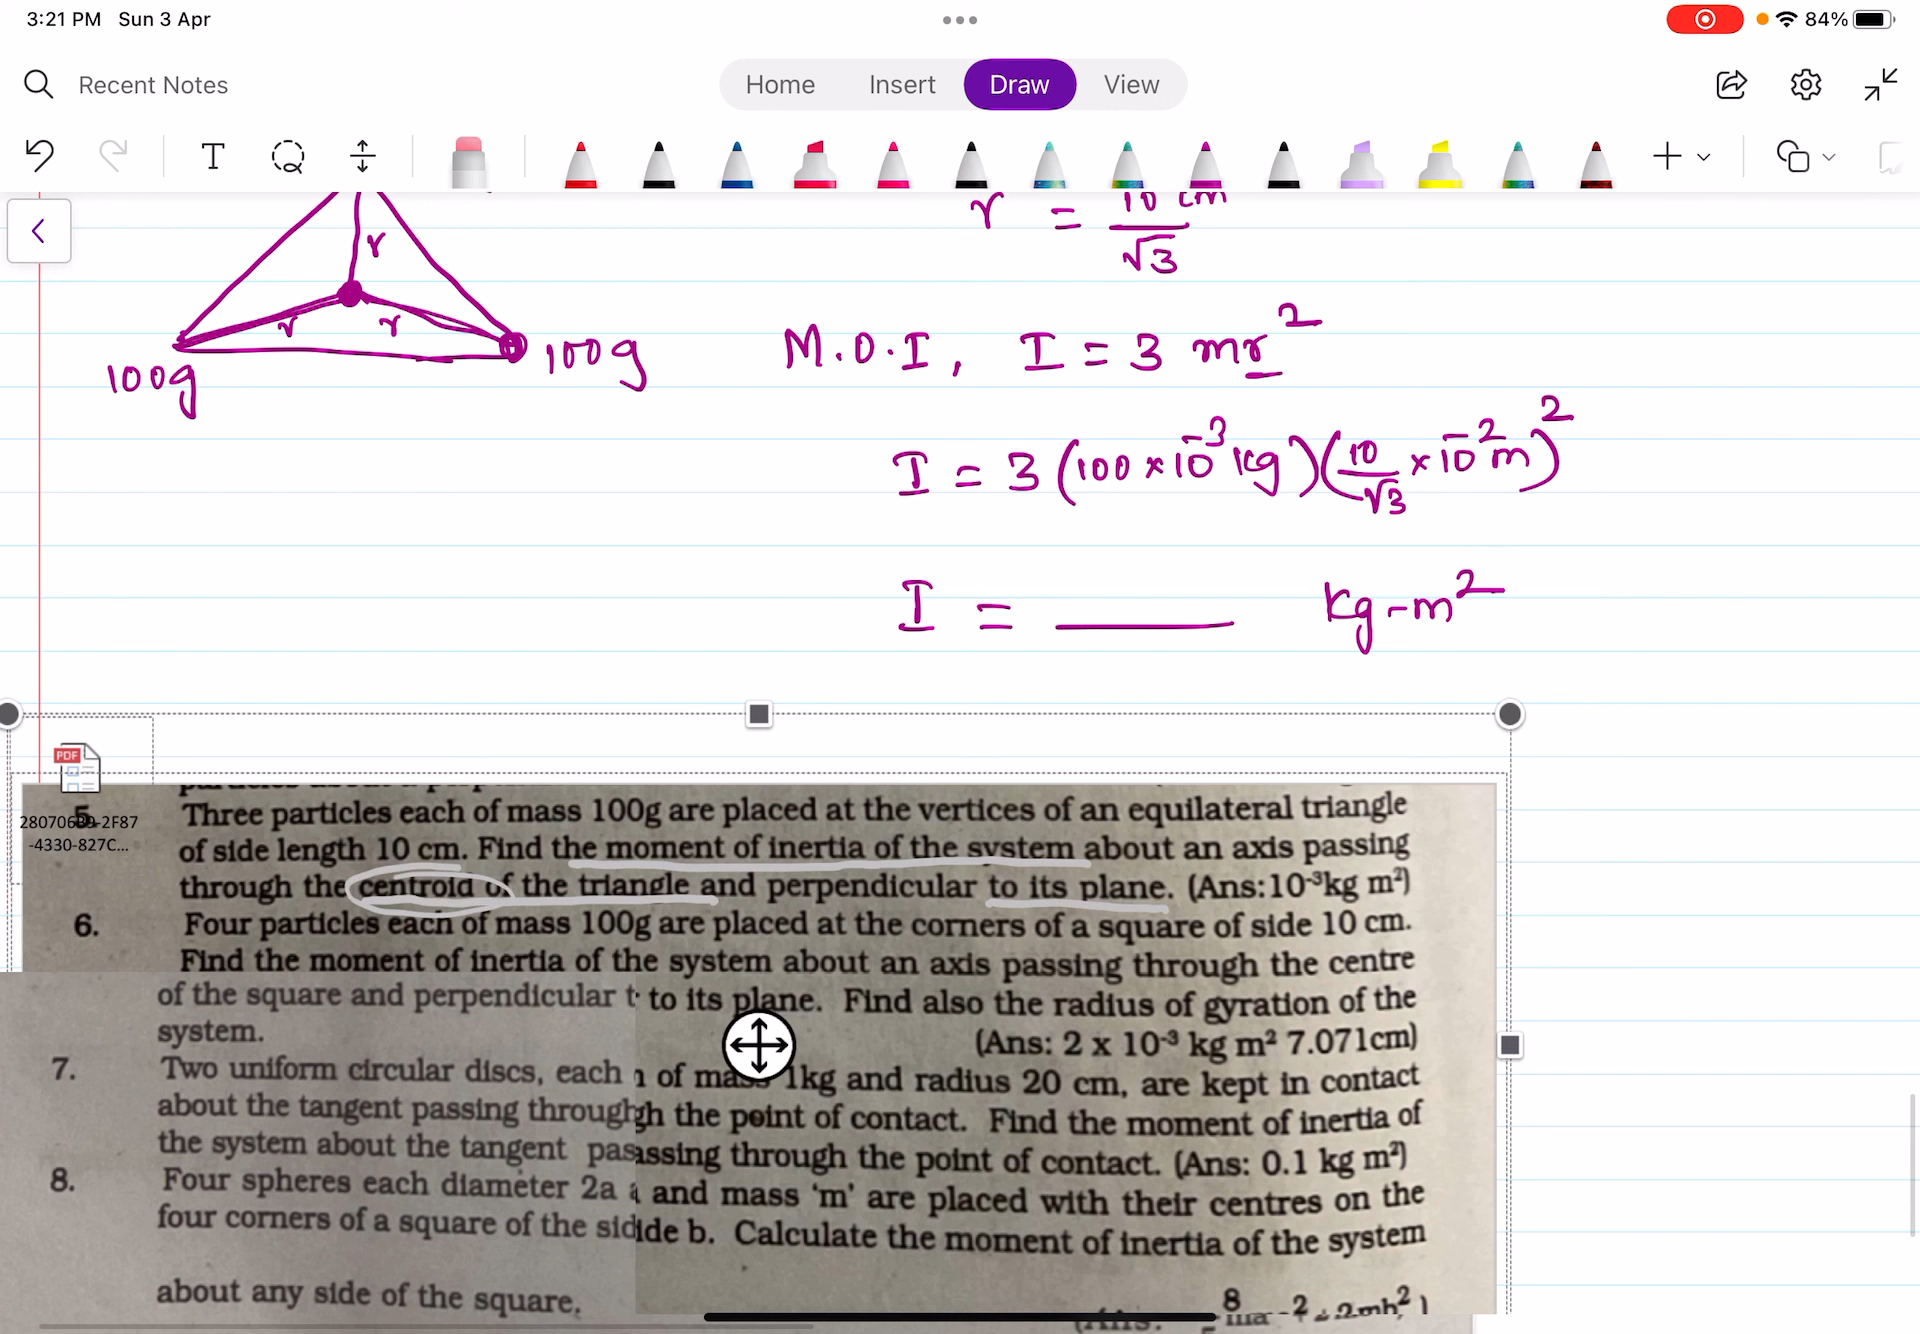 3:21 PM Sun 3 Apr
84%
Recent Notes
Home Insert Draw View
T
r = 10 cm / √3
r
r r
100g
100g
M.O.I, I = 3 mr²
I = 3 (100 × 10⁻³ kg) (10/√3 × 10⁻² m)²
I = ______ kg-m²
PDF
28070689-2F87
-4330-827C...
5. Three particles each of mass 100g are placed at the vertices of an equilateral triangle
of side length 10 cm. Find the moment of inertia of the system about an axis passing
through the centroid of the triangle and perpendicular to its plane. (Ans:10⁻³kg m²)
6. Four particles each of mass 100g are placed at the corners of a square of side 10 cm.
Find the moment of inertia of the system about an axis passing through the centre
of the square and perpendicular t to its plane. Find also the radius of gyration of the
system. (Ans: 2 x 10⁻³ kg m² 7.071cm)
7. Two uniform circular discs, each of mass 1kg and radius 20 cm, are kept in contact
about the tangent passing through the point of contact. Find the moment of inertia of
the system about the tangent passing through the point of contact. (Ans: 0.1 kg m²)
8. Four spheres each diameter 2a and mass 'm' are placed with their centres on the
four corners of a square of the side b. Calculate the moment of inertia of the system
about any side of the square.